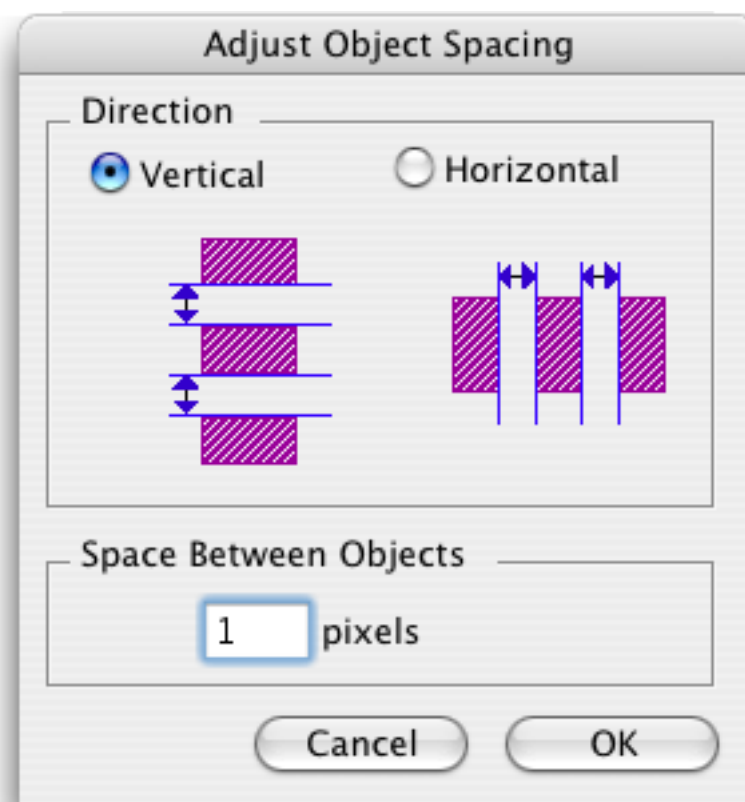 Adjust Object Spacing
Direction
Vertical Horizontal
Space Between Objects
1 pixels
Cancel OK